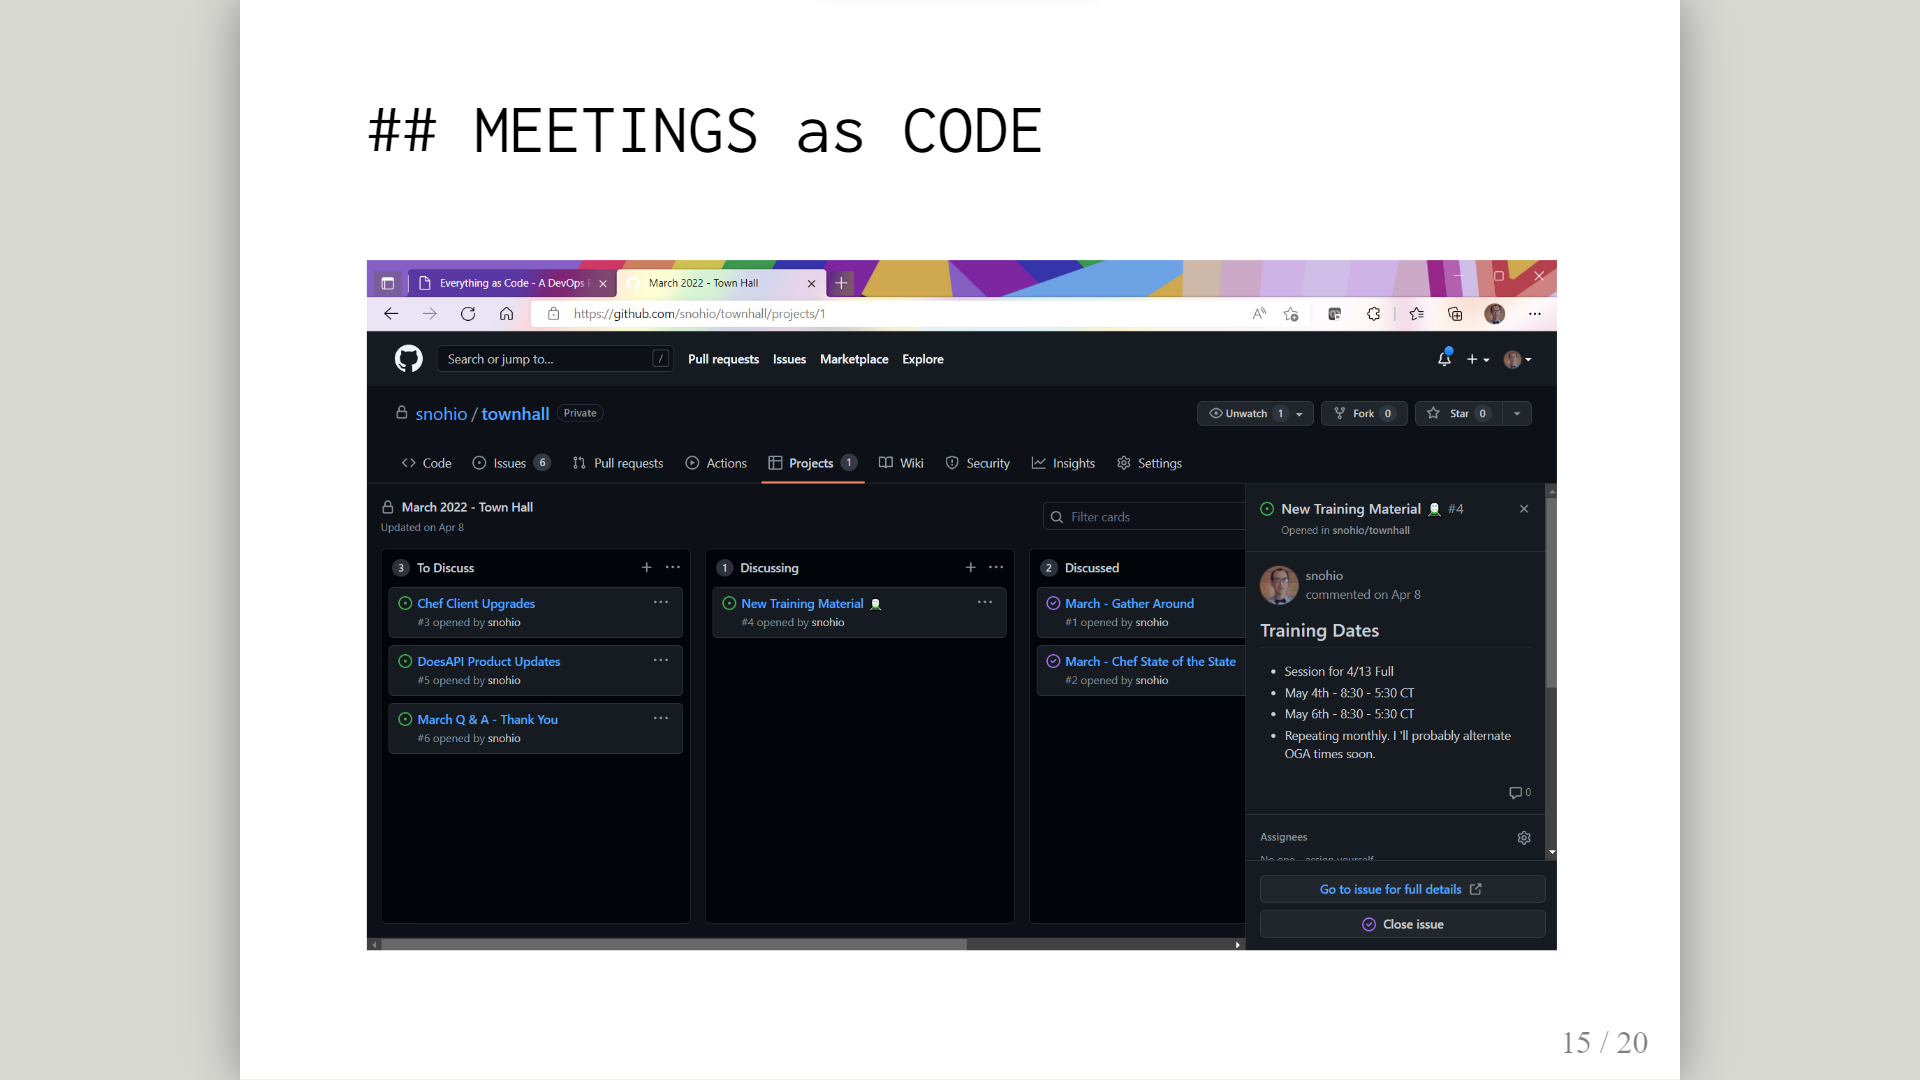 ## MEETINGS as CODE
Everything as Code - A DevOps
March 2022 - Town Hall
https://github.com/snohio/townhall/projects/1
Search or jump to... /
Pull requests Issues Marketplace Explore
snohio / townhall Private
Unwatch 1 Fork 0 Star 0
Code Issues 6 Pull requests Actions Projects 1 Wiki Security Insights Settings
March 2022 - Town Hall
Updated on Apr 8
Filter cards
3 To Discuss
Chef Client Upgrades
#3 opened by snohio
DoesAPI Product Updates
#5 opened by snohio
March Q & A - Thank You
#6 opened by snohio
1 Discussing
New Training Material
#4 opened by snohio
2 Discussed
March - Gather Around
#1 opened by snohio
March - Chef State of the State
#2 opened by snohio
New Training Material #4
Opened in snohio/townhall
snohio
commented on Apr 8
Training Dates
• Session for 4/13 Full
• May 4th - 8:30 - 5:30 CT
• May 6th - 8:30 - 5:30 CT
• Repeating monthly. I 'll probably alternate
OGA times soon.
0
Assignees
No one - assign yourself
Go to issue for full details
Close issue
15 / 20